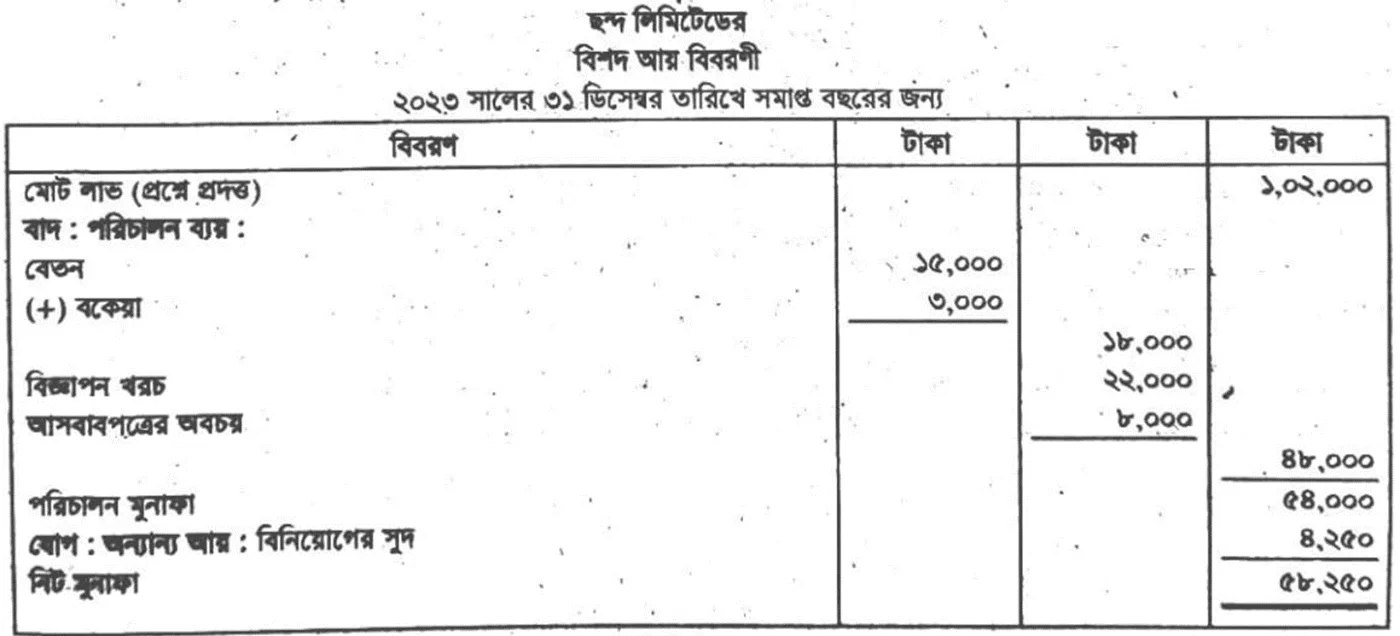 ছন্দ লিমিটেডের
বিশদ আয় বিবরণী
২০২৩ সালের ৩১ ডিসেম্বর তারিখে সমাপ্ত বছরের জন্য
বিবরণ টাকা টাকা টাকা
মোট লাভ (প্রশ্নে প্রদত্ত) ১,০২,০০০
বাদ : পরিচালন ব্যয় :
বেতন ১৫,০০০
(+) বকেয়া ৩,০০০
১৮,০০০
বিজ্ঞাপন খরচ ২২,০০০
আসবাবপত্রের অবচয় ৮,০০০
৪৮,০০০
পরিচালন মুনাফা ৫৪,০০০
যোগ : অন্যান্য আয় : বিনিয়োগের সুদ ৪,২৫০
নিট মুনাফা ৫৮,২৫০